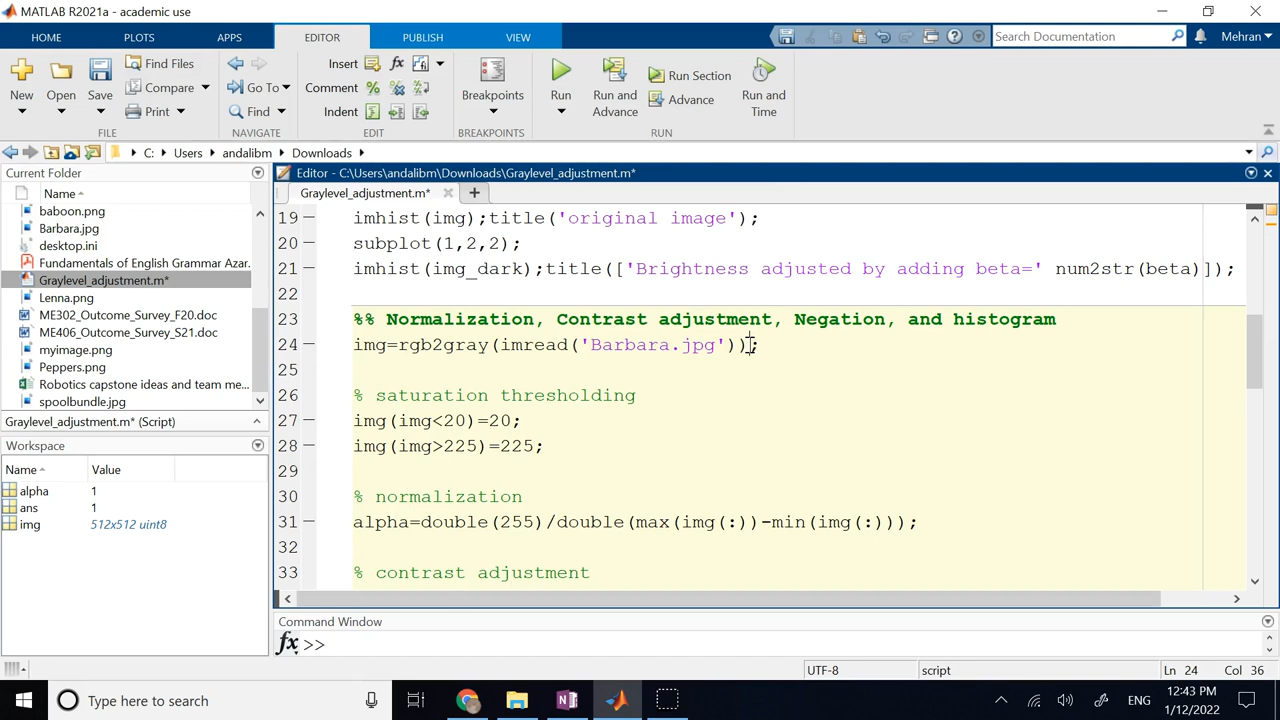 MATLAB R2021a - academic use
HOME PLOTS APPS EDITOR PUBLISH VIEW Search Documentation Mehran
Find Files Insert fx
Compare Go To Comment Run Section
New Open Save Print Find Indent Breakpoints Run Run and Advance Advance Run and Time
FILE NAVIGATE EDIT BREAKPOINTS RUN
C: Users andalibm Downloads
Current Folder
Editor - C:\Users\andalibm\Downloads\Graylevel_adjustment.m*
Name
Graylevel_adjustment.m* +
baboon.png
Barbara.jpg
desktop.ini
Fundamentals of English Grammar Azar.
Graylevel_adjustment.m*
Lenna.png
ME302_Outcome_Survey_F20.doc
ME406_Outcome_Survey_S21.doc
myimage.png
Peppers.png
Robotics capstone ideas and team me...
spoolbundle.jpg
Graylevel_adjustment.m* (Script)
Workspace
Name Value
alpha 1
ans 1
img 512x512 uint8
19 imhist(img);title('original image');
20 subplot(1,2,2);
21 imhist(img_dark);title(['Brightness adjusted by adding beta=' num2str(beta)]);
22
23 %% Normalization, Contrast adjustment, Negation, and histogram
24 img=rgb2gray(imread('Barbara.jpg'));
25
26 % saturation thresholding
27 img(img<20)=20;
28 img(img>225)=225;
29
30 % normalization
31 alpha=double(255)/double(max(img(:))-min(img(:)));
32
33 % contrast adjustment
Command Window
fx >>
UTF-8 script Ln 24 Col 36
Type here to search ENG 12:43 PM
1/12/2022